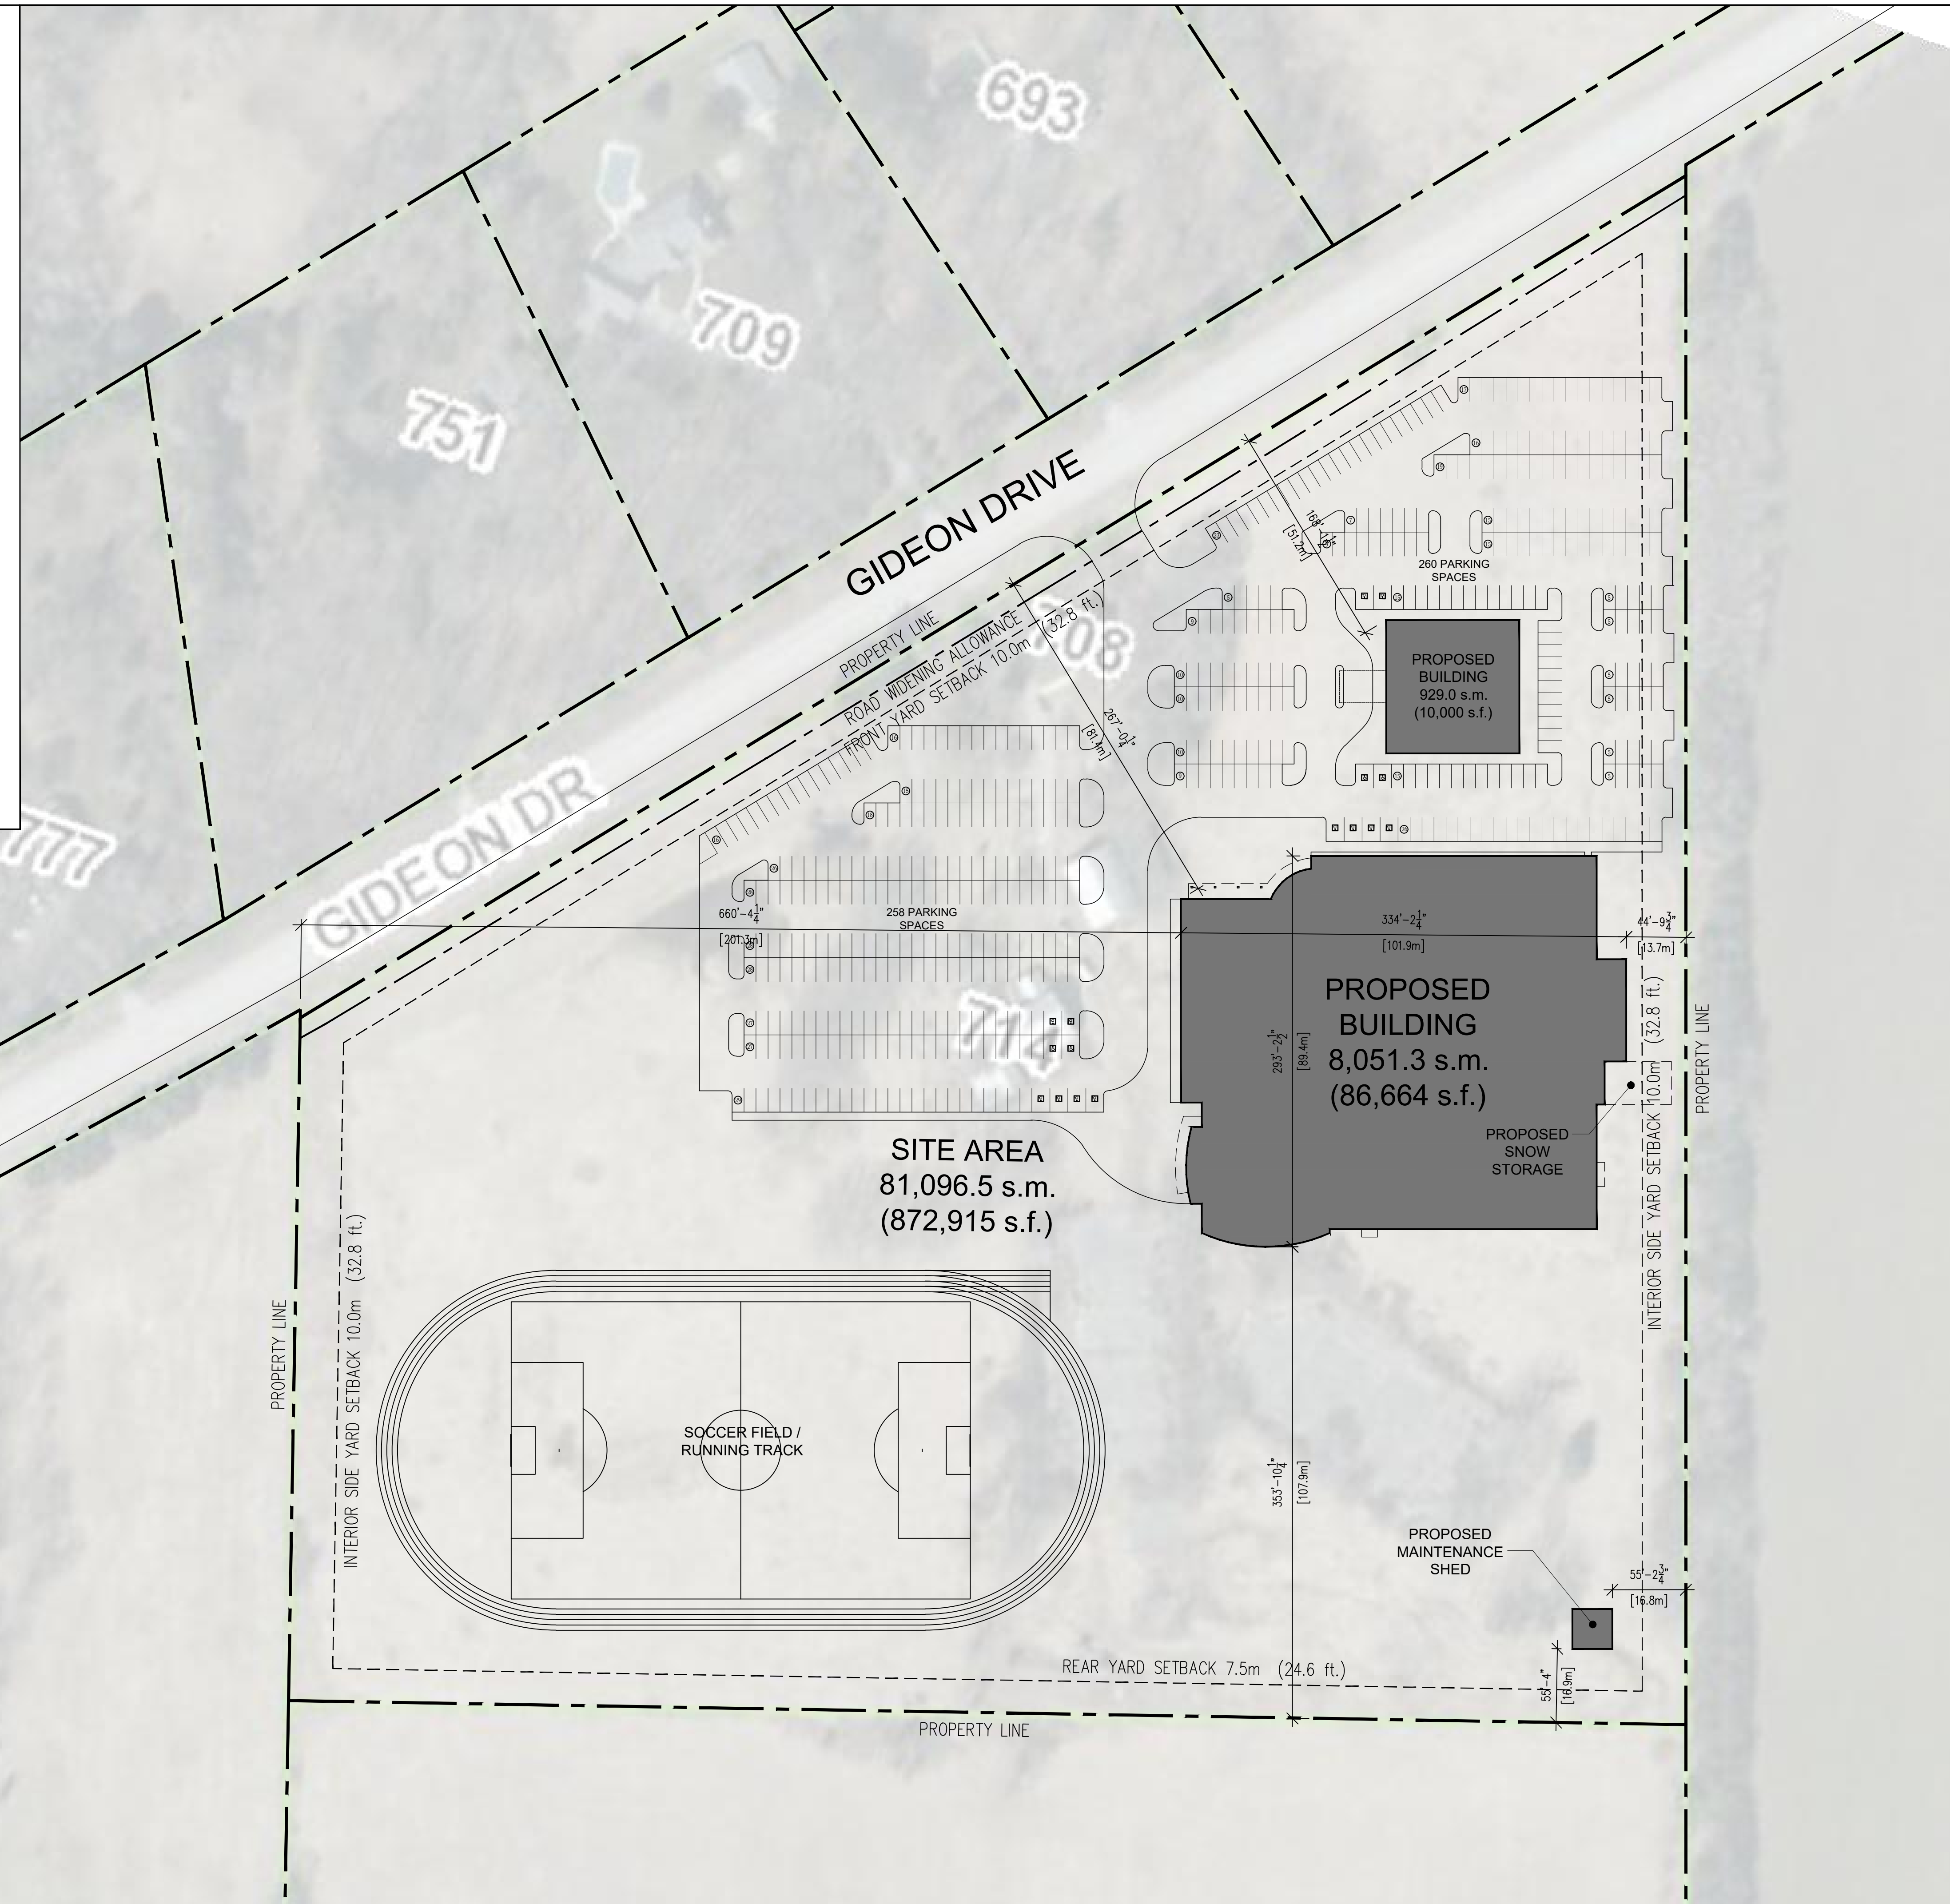 693
709
751
777
GIDEON DRIVE
GIDEON DR
PROPERTY LINE
ROAD WIDENING ALLOWANCE
FRONT YARD SETBACK 10.0m (32.8 ft.)
708
714
[51.2m]
267'-0¼"
[81.4m]
260 PARKING
SPACES
PROPOSED
BUILDING
929.0 s.m.
(10,000 s.f.)
258 PARKING
SPACES
660'-4¼"
[201.3m]
334'-2¼"
[101.9m]
44'-9¾"
[13.7m]
PROPOSED
BUILDING
8,051.3 s.m.
(86,664 s.f.)
293'-2½"
[89.4m]
PROPOSED
SNOW
STORAGE
INTERIOR SIDE YARD SETBACK 10.0m (32.8 ft.)
PROPERTY LINE
SITE AREA
81,096.5 s.m.
(872,915 s.f.)
INTERIOR SIDE YARD SETBACK 10.0m (32.8 ft.)
PROPERTY LINE
SOCCER FIELD /
RUNNING TRACK
353'-10¼"
[107.9m]
PROPOSED
MAINTENANCE
SHED
55'-2¾"
[16.8m]
55'-4"
[16.9m]
REAR YARD SETBACK 7.5m (24.6 ft.)
PROPERTY LINE